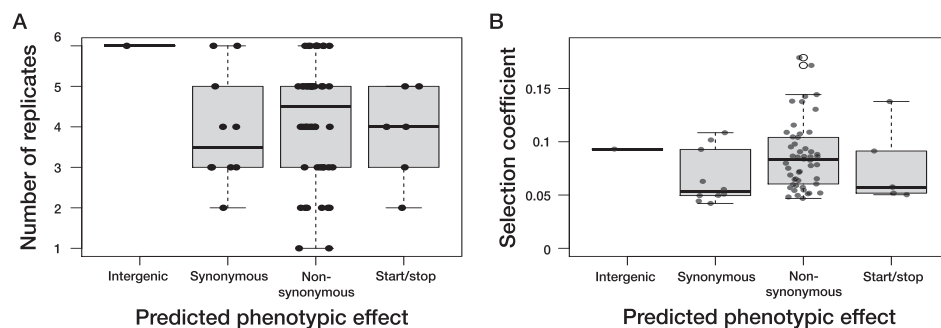 A
Number of replicates
6
5
4
3
2
1
Intergenic
Synonymous
Non-
synonymous
Start/stop
Predicted phenotypic effect
B
Selection coefficient
0.15
0.1
0.05
0
Intergenic
Synonymous
Non-
synonymous
Start/stop
Predicted phenotypic effect